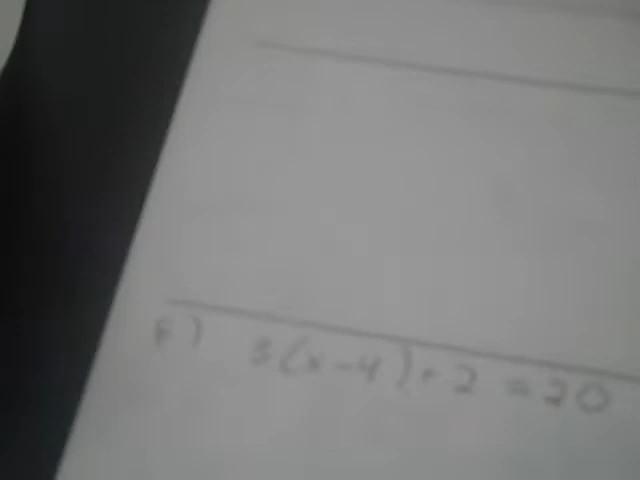 3(x-4)+2 = 20